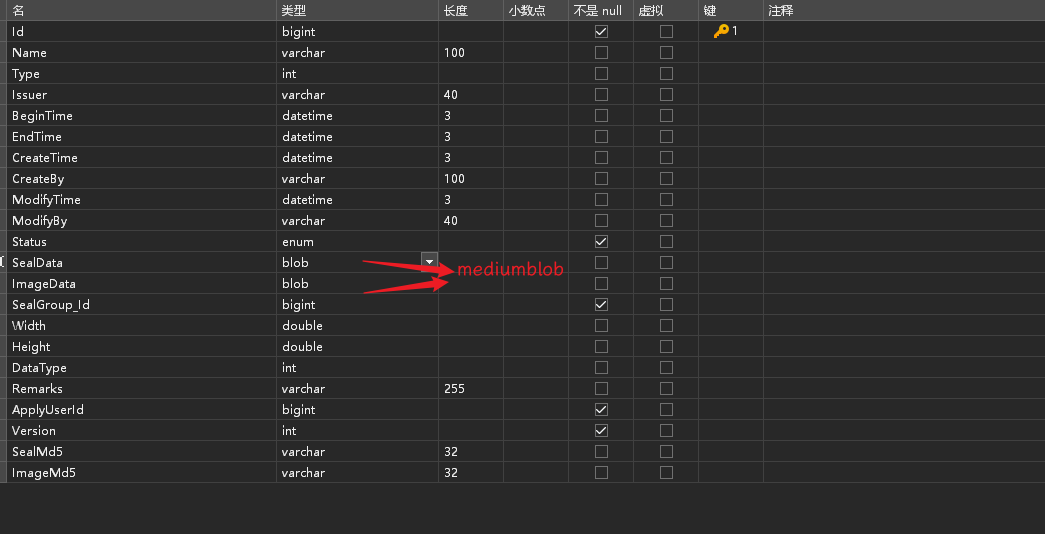 名 类型 长度 小数点 不是 null 虚拟 键 注释
Id bigint 1
Name varchar 100
Type int
Issuer varchar 40
BeginTime datetime 3
EndTime datetime 3
CreateTime datetime 3
CreateBy varchar 100
ModifyTime datetime 3
ModifyBy varchar 40
Status enum
SealData blob mediumblob
ImageData blob
SealGroup_Id bigint
Width double
Height double
DataType int
Remarks varchar 255
ApplyUserId bigint
Version int
SealMd5 varchar 32
ImageMd5 varchar 32